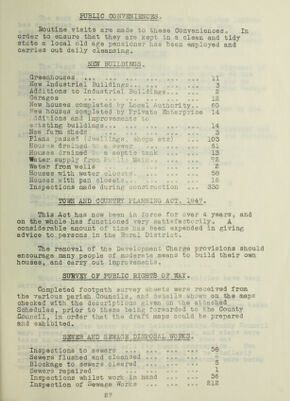 PUBLIC CONVENIENCES.
Routine visits are made to these Conveniences. In
order to ensure that they are kept in a clean and tidy
state a local old age pensioner has been employed and
carries out daily cleansing.
NEW BUILDINGS.
Greenhouses ... 11
New Industrial Buildings... 3
Additions to Industrial Buildings... 2
Garages ... 12
New houses completed by Local Authority.. 60
New houses completed by Private Enterprise 14
Additions and Improvements to
existing buildings... 14
New farm sheds ... 3
Plans passed (dwellings, shops etc) 103
Houses drained to a sewer ... 51
Houses drained to a septic tank ... 13
Water supply from Public Main... 72
Water from wells ... 2
Houses with water closets... 58
Houses with pan closets... 16
Inspections made during construction ... 330
TOWN AND COUNTRY PLANNING ACT, 1947.
This Act has now been in force for over 4 years, and
on the whole has functioned very satisfactorily. A
considerable amount of time has been expended in giving
advice to persons in the Rural District.
The removal of the Development Charge provisions should
encourage many people of moderate means to build their own
houses, and carry out improvements.
SURVEY OF PUBLIC RIGHTS OF WAY.
Completed footpath survey sheets were received from
the various parish Councils, and details shown on the maps
checked with the descriptions given on the attached
Schedules, prior to these being forwarded to the County
Council, in order that the draft maps could be prepared
and exhibited.
SEWER AND SEWAGE DISPOSAL WORKS.
Inspections to sewers ... 56
Sewers flushed and cleansed ...
Blockage to sewers cleared ... 8
Sewers repaired ... 1
Inspections whilst work in hand ... 36
Inspection of Sewage Works ... 212
27